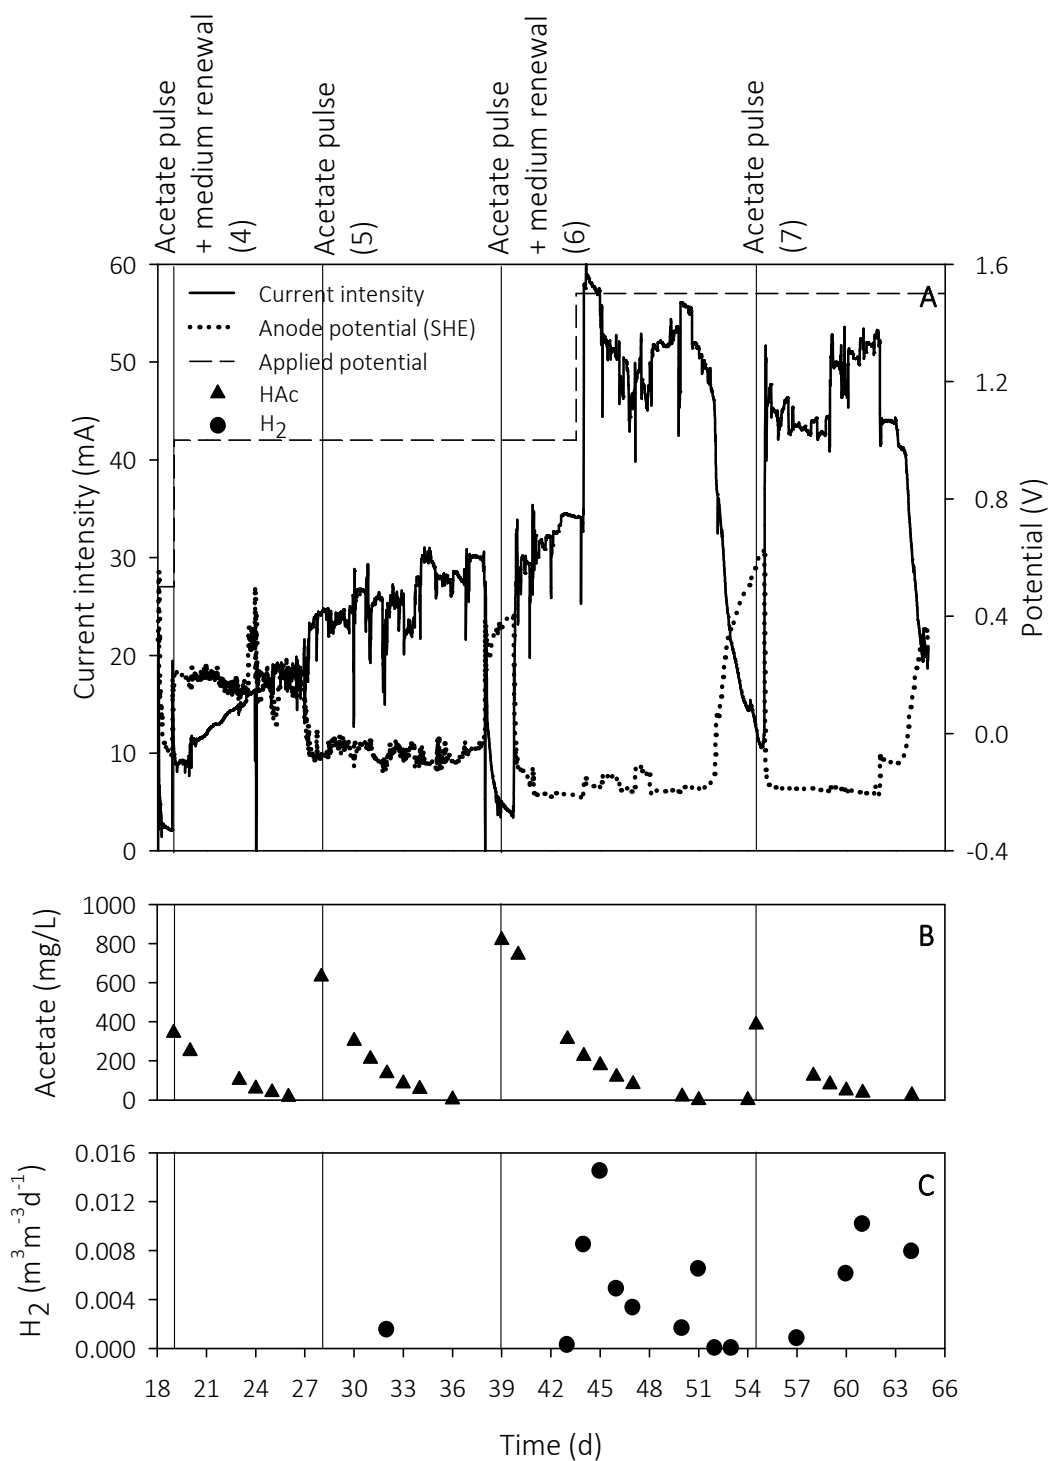 Acetate pulse
+ medium renewal
(4)
Acetate pulse
(5)
Acetate pulse
+ medium renewal
(6)
Acetate pulse
(7)
60
50
40
30
20
10
0
Current intensity (mA)
Current intensity
Anode potential (SHE)
Applied potential
HAc
H2
A
1.6
1.2
0.8
0.4
0.0
-0.4
Potential (V)
1000
800
600
400
200
0
Acetate (mg/L)
B
0.016
0.012
0.008
0.004
0.000
H2 (m3m-3d-1)
C
18 21 24 27 30 33 36 39 42 45 48 51 54 57 60 63 66
Time (d)